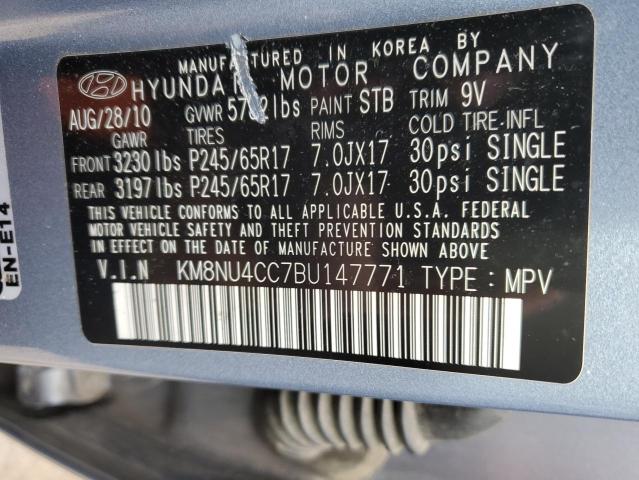 MANUFACTURED IN KOREA BY
HYUNDAI MOTOR COMPANY
AUG/28/10 GVWR lbs PAINT STB TRIM 9V
GAWR TIRES RIMS COLD TIRE INFL
FRONT 3230 lbs P245/65R17 7.0JX17 30psi SINGLE
REAR 3197 lbs P245/65R17 7.0JX17 30psi SINGLE
THIS VEHICLE CONFORMS TO ALL APPLICABLE U.S.A. FEDERAL
MOTOR VEHICLE SAFETY AND THEFT PREVENTION STANDARDS
IN EFFECT ON THE DATE OF MANUFACTURE SHOWN ABOVE.
V.I.N KM8NU4CC7BU147771 TYPE : MPV
EN-E14